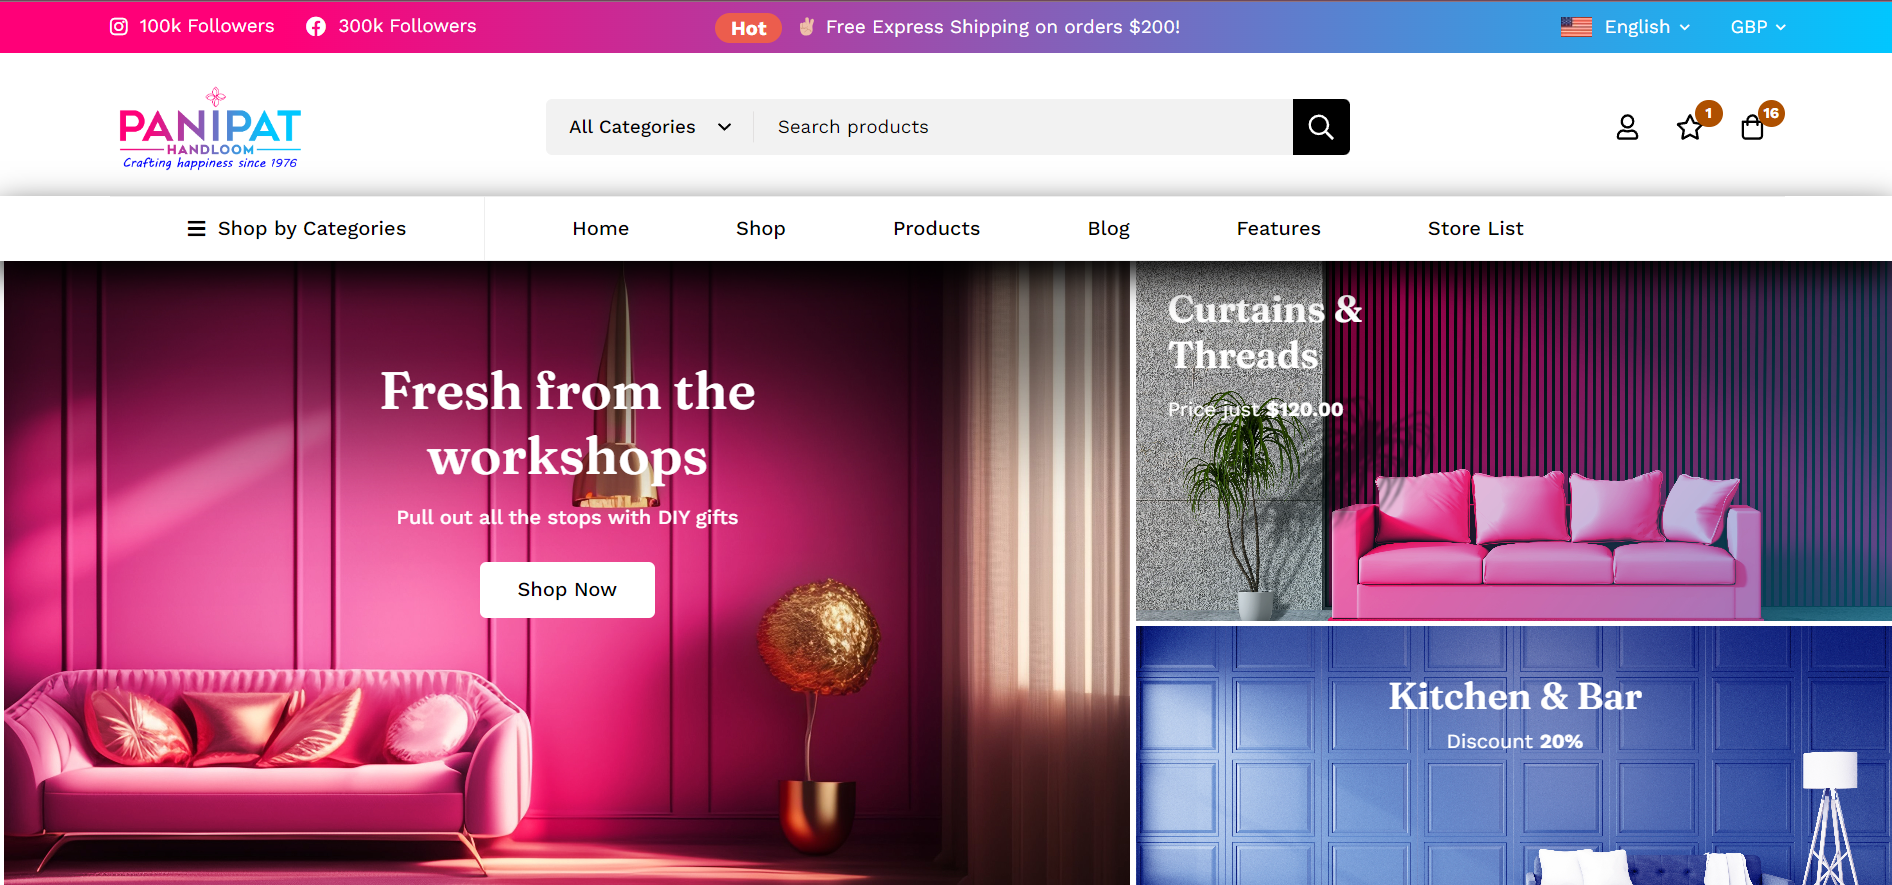 100k Followers
300k Followers
Hot
✌🏼 Free Express Shipping on orders $200!
English
GBP
PANIPAT
HANDLOOM
Crafting happiness since 1976
All Categories
Search products
1
16
Shop by Categories
Home
Shop
Products
Blog
Features
Store List
Fresh from the
workshops
Pull out all the stops with DIY gifts
Shop Now
Curtains &
Threads
Price just $120.00
Kitchen & Bar
Discount 20%